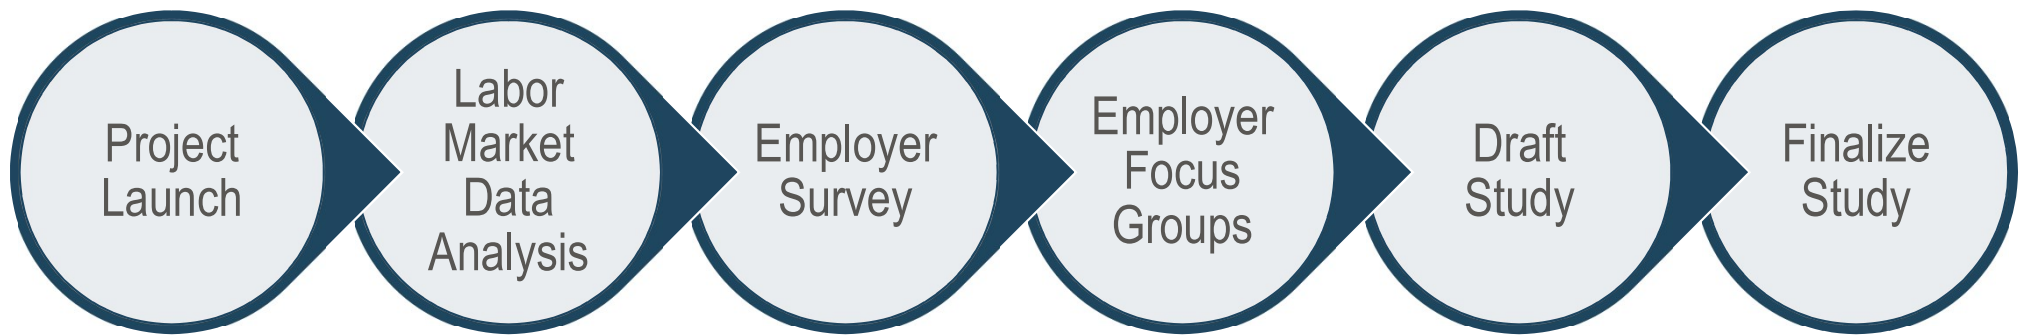 Project
Launch
Labor
Market
Data
Analysis
Employer
Survey
Employer
Focus
Groups
Draft
Study
Finalize
Study